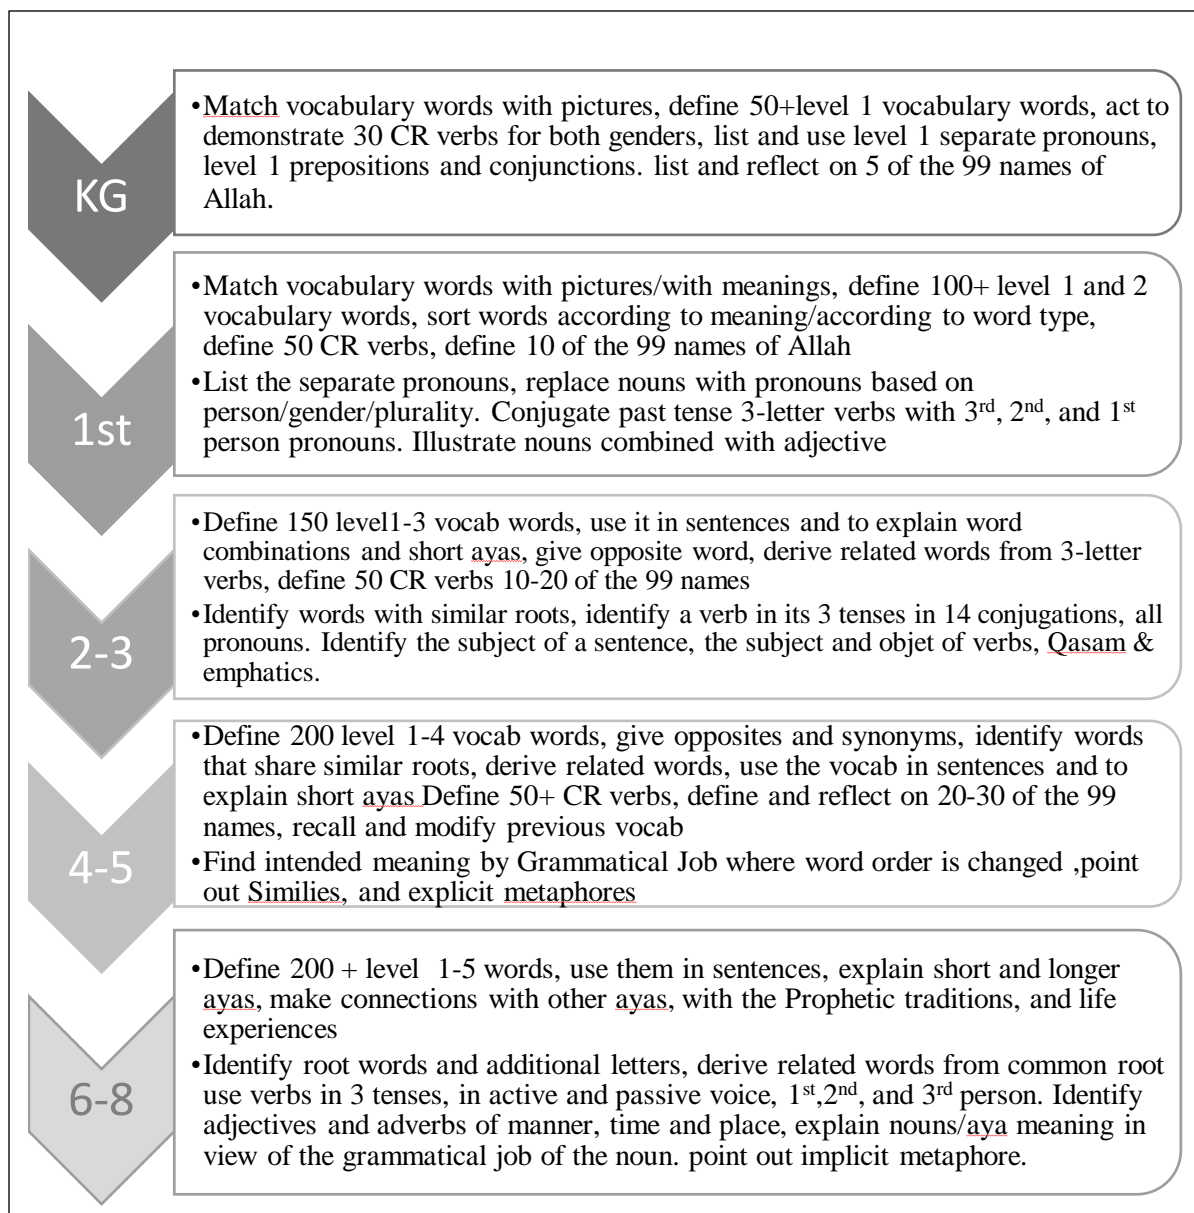 KG
•Match vocabulary words with pictures, define 50+level 1 vocabulary words, act to
demonstrate 30 CR verbs for both genders, list and use level 1 separate pronouns,
level 1 prepositions and conjunctions. list and reflect on 5 of the 99 names of
Allah.
1st
•Match vocabulary words with pictures/with meanings, define 100+ level 1 and 2
vocabulary words, sort words according to meaning/according to word type,
define 50 CR verbs, define 10 of the 99 names of Allah
•List the separate pronouns, replace nouns with pronouns based on
person/gender/plurality. Conjugate past tense 3-letter verbs with 3rd, 2nd, and 1st
person pronouns. Illustrate nouns combined with adjective
2-3
•Define 150 level1-3 vocab words, use it in sentences and to explain word
combinations and short ayas, give opposite word, derive related words from 3-letter
verbs, define 50 CR verbs 10-20 of the 99 names
•Identify words with similar roots, identify a verb in its 3 tenses in 14 conjugations, all
pronouns. Identify the subject of a sentence, the subject and objet of verbs, Qasam &
emphatics.
4-5
•Define 200 level 1-4 vocab words, give opposites and synonyms, identify words
that share similar roots, derive related words, use the vocab in sentences and to
explain short ayas Define 50+ CR verbs, define and reflect on 20-30 of the 99
names, recall and modify previous vocab
•Find intended meaning by Grammatical Job where word order is changed ,point
out Similies, and explicit metaphores
6-8
•Define 200 + level 1-5 words, use them in sentences, explain short and longer
ayas, make connections with other ayas, with the Prophetic traditions, and life
experiences
•Identify root words and additional letters, derive related words from common root
use verbs in 3 tenses, in active and passive voice, 1st,2nd, and 3rd person. Identify
adjectives and adverbs of manner, time and place, explain nouns/aya meaning in
view of the grammatical job of the noun. point out implicit metaphore.